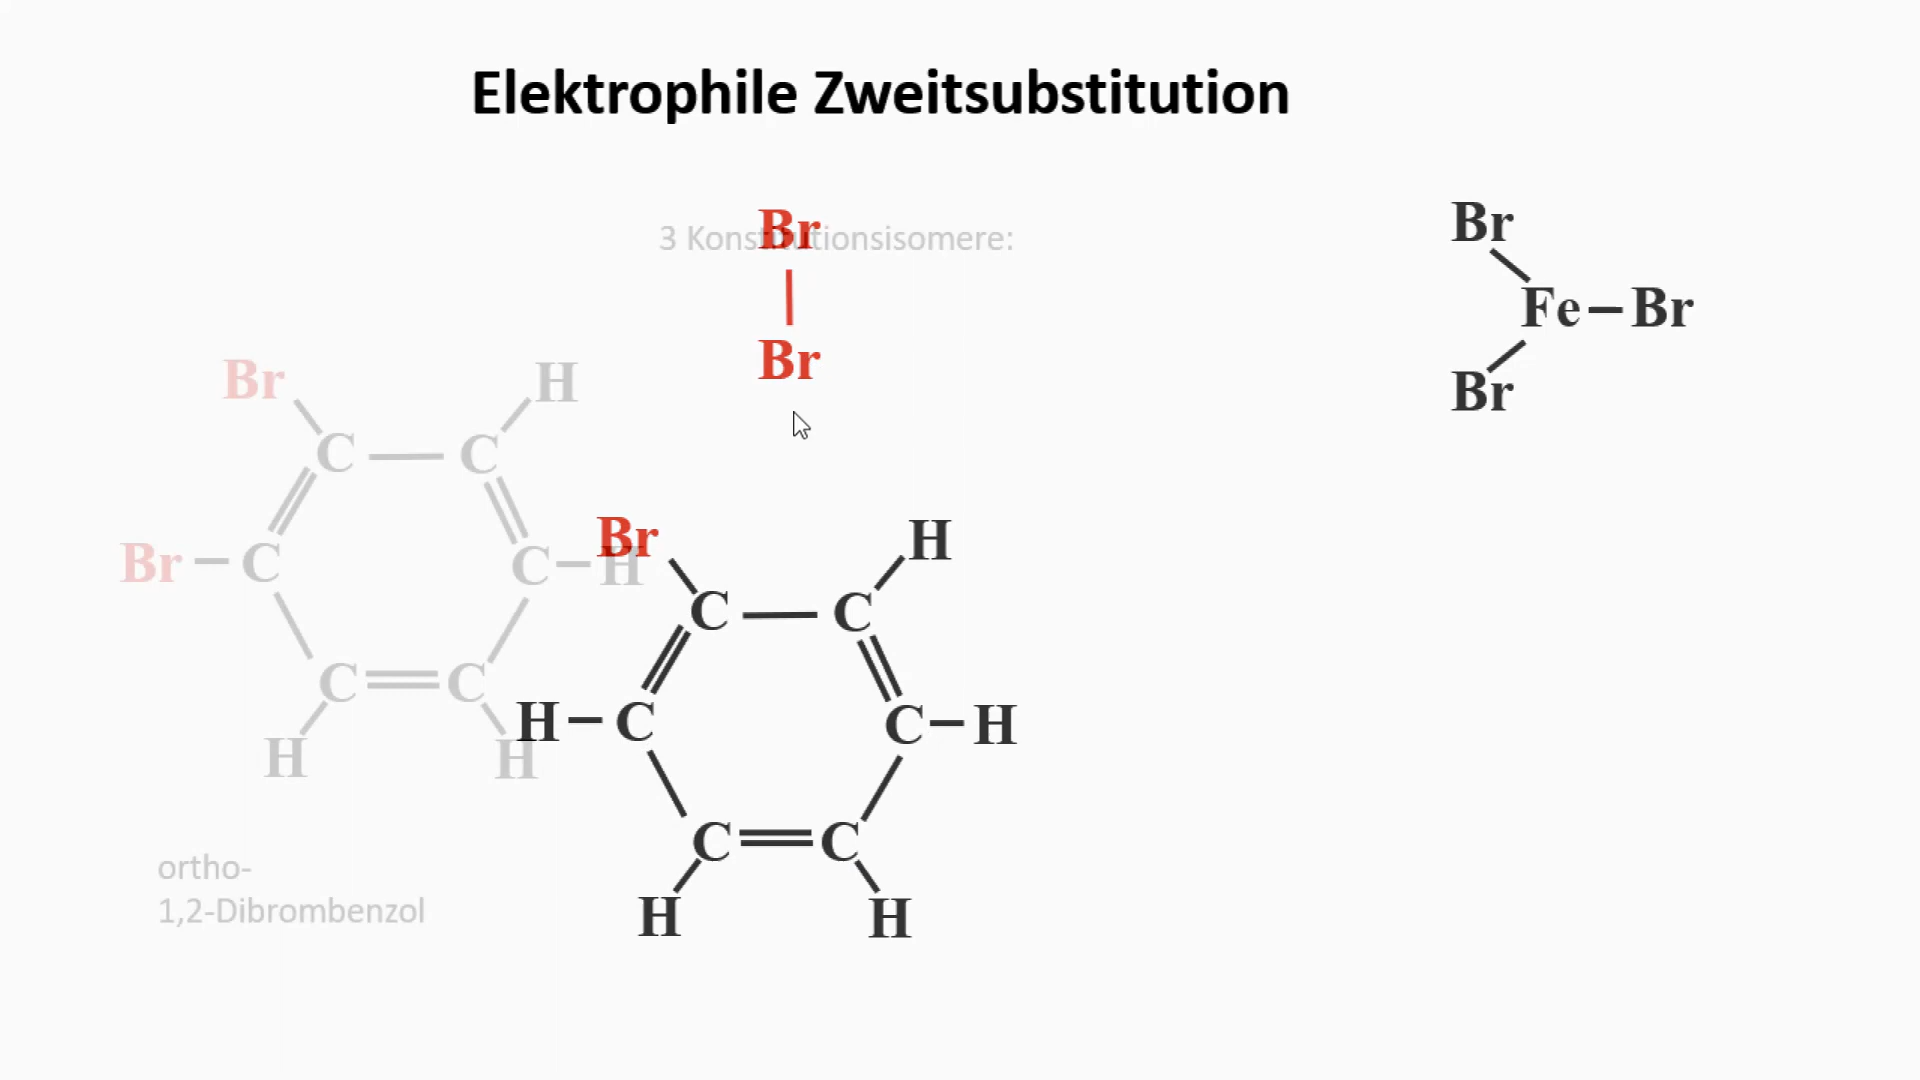 Elektrophile Zweitsubstitution
Br
3 Konstitutionsisomere:
Br
Br
Fe Br
Br
Br
H
C C
Br C
C H
C C
H H
Br
H
C C
H C
C H
C C
H H
ortho-
1,2-Dibrombenzol